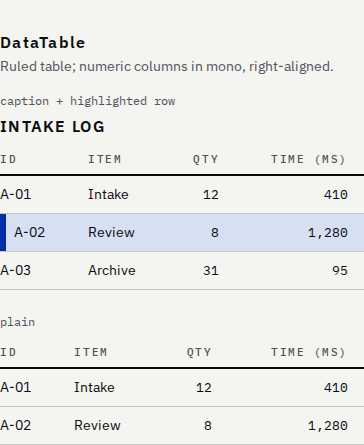 DataTable
Ruled table; numeric columns in mono, right-aligned.
caption + highlighted row
INTAKE LOG
ID ITEM QTY TIME (MS)
A-01 Intake 12 410
A-02 Review 8 1,280
A-03 Archive 31 95
plain
ID ITEM QTY TIME (MS)
A-01 Intake 12 410
A-02 Review 8 1,280